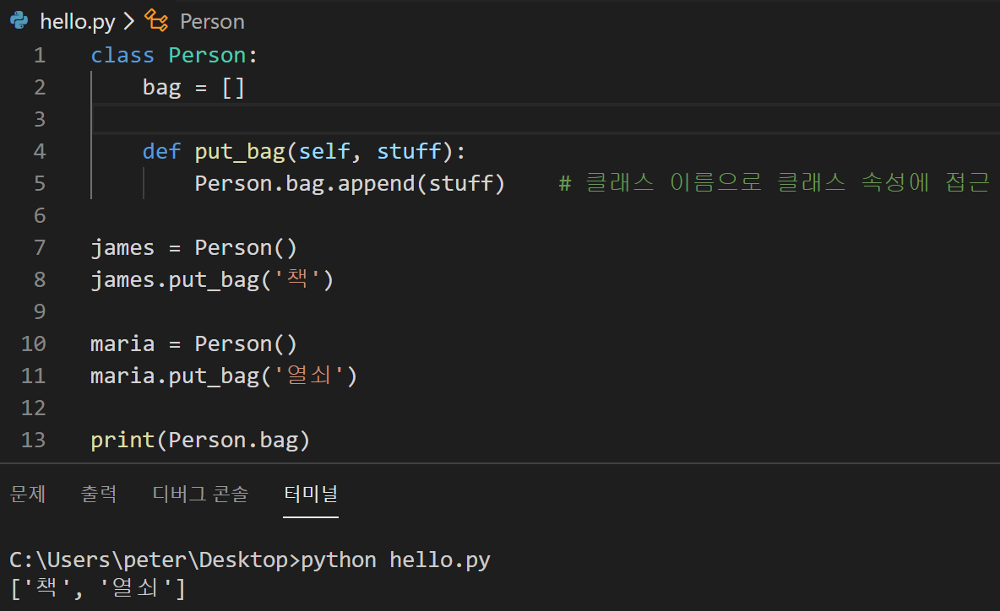 hello.py > Person
1 class Person:
2     bag = []
3
4     def put_bag(self, stuff):
5         Person.bag.append(stuff)    # 클래스 이름으로 클래스 속성에 접근
6
7 james = Person()
8 james.put_bag('책')
9
10 maria = Person()
11 maria.put_bag('열쇠')
12
13 print(Person.bag)
문제 출력 디버그 콘솔 터미널
C:\Users\peter\Desktop>python hello.py
['책', '열쇠']